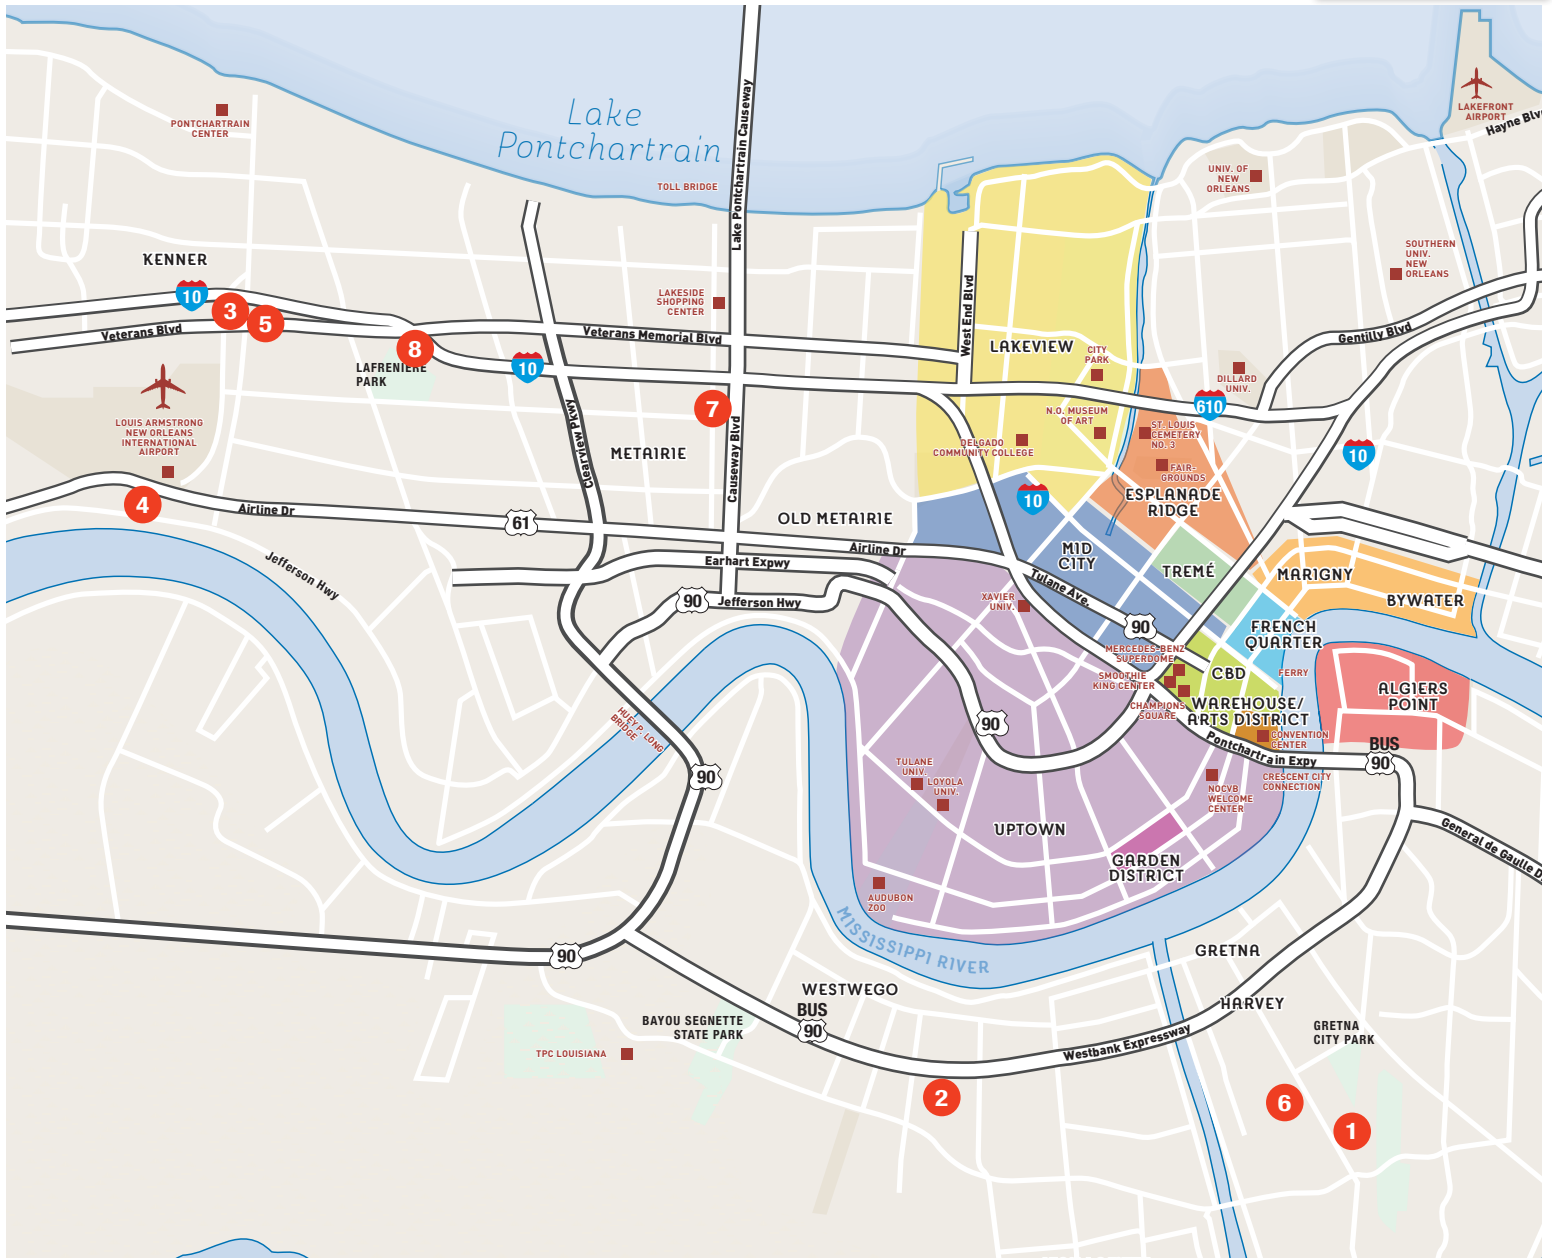 Lake
Pontchartrain
TOLL BRIDGE
Lake Pontchartrain Causeway
PONTCHARTRAIN
CENTER
LAKEFRONT
AIRPORT
UNIV. OF
NEW
ORLEANS
SOUTHERN
UNIV.
NEW
ORLEANS
KENNER
10
3
5
8
Veterans Blvd
LAFRENIERE
PARK
10
LAKESIDE
SHOPPING
CENTER
Veterans Memorial Blvd
West End Blvd
LAKEVIEW
CITY
PARK
Gentilly Blvd
DILLARD
UNIV.
610
10
10
LOUIS ARMSTRONG
NEW ORLEANS
INTERNATIONAL
AIRPORT
4
Airline Dr
Jefferson Hwy
61
Clearview Pkwy
METAIRIE
7
Causeway Blvd
OLD METAIRIE
Airline Dr
Earhart Expwy
90
Jefferson Hwy
N.O. MUSEUM
OF ART
DELGADO
COMMUNITY COLLEGE
ST. LOUIS
CEMETERY
NO. 3
FAIR-
GROUNDS
ESPLANADE
RIDGE
MID
CITY
TREMÉ
MARIGNY
BYWATER
Tulane Ave.
90
XAVIER
UNIV.
FRENCH
QUARTER
MERCEDES-BENZ
SUPERDOME
SMOOTHIE
KING CENTER
CHAMPIONS
SQUARE
CBD
FERRY
WAREHOUSE/
ARTS DISTRICT
CONVENTION
CENTER
ALGIERS
POINT
Pontchartrain Expy
BUS
90
CRESCENT CITY
CONNECTION
NOCVB
WELCOME
CENTER
HUEY P. LONG
BRIDGE
90
90
TULANE
UNIV.
LOYOLA
UNIV.
UPTOWN
GARDEN
DISTRICT
AUDUBON
ZOO
MISSISSIPPI RIVER
90
GRETNA
HARVEY
WESTWEGO
BUS
90
BAYOU SEGNETTE
STATE PARK
TPC LOUISIANA
Westbank Expressway
GRETNA
CITY PARK
2
6
1
10